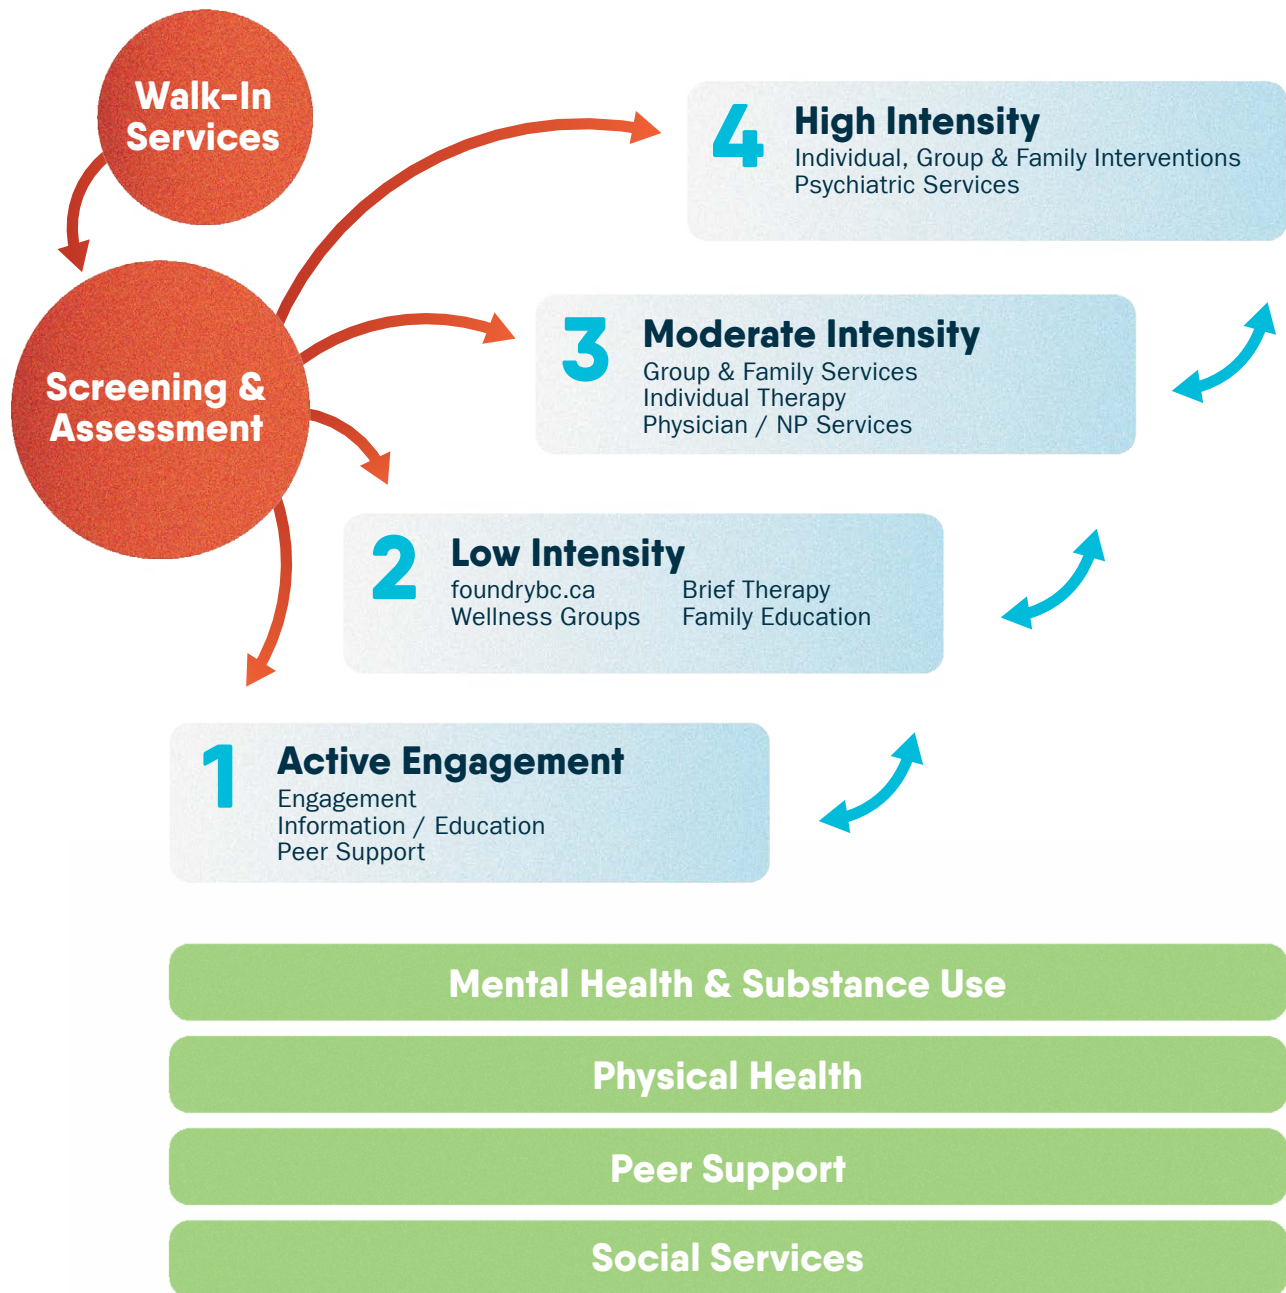 Walk-In
Services
Screening &
Assessment
4
High Intensity
Individual, Group & Family Interventions
Psychiatric Services
3
Moderate Intensity
Group & Family Services
Individual Therapy
Physician / NP Services
2
Low Intensity
foundrybc.ca
Wellness Groups
Brief Therapy
Family Education
1
Active Engagement
Engagement
Information / Education
Peer Support
Mental Health & Substance Use
Physical Health
Peer Support
Social Services